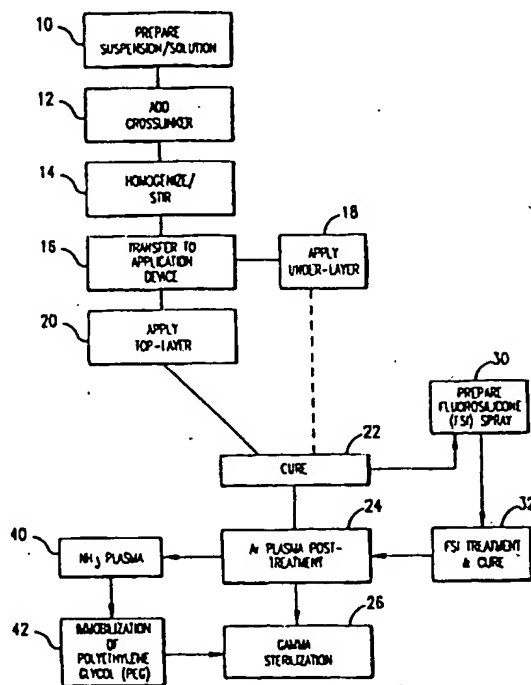 10
PREPARE
SUSPENSION/SOLUTION
12
ADD
CROSSLINKER
14
HOMOGENIZE/
STIR
16
TRANSFER TO
APPLICATION
DEVICE
18
APPLY
UNDER-LAYER
20
APPLY
TOP-LAYER
22
CURE
30
PREPARE
FLUOROSILICONE
(FSI) SPRAY
32
FSI TREATMENT
& CURE
24
Ar PLASMA POST-
TREATMENT
40
NH3 PLASMA
42
IMMOBILIZATION
OF
POLYETHYLENE
GLYCOL (PEG)
26
GAMMA
STERILIZATION